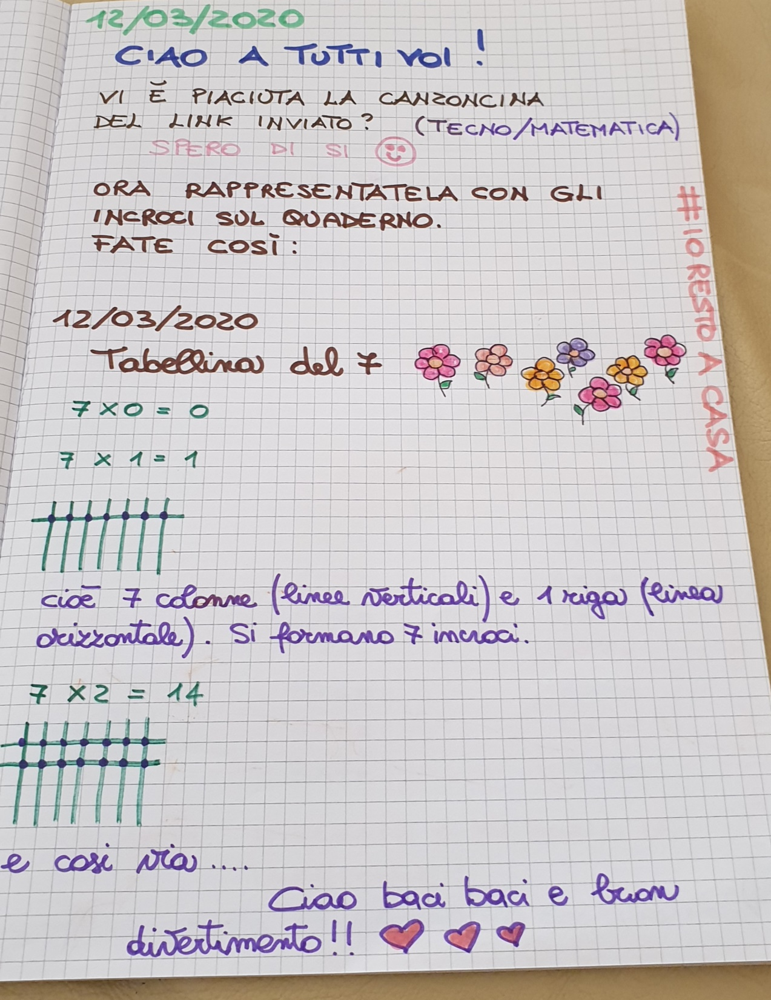 12/03/2020
CIAO A TUTTI VOI!
VI È PIACIUTA LA CANZONCINA
DEL LINK INVIATO? (TECNO/MATEMATICA)
SPERO DI SI
ORA RAPPRESENTATELA CON GLI
INCROCI SUL QUADERNO.
FATE COSÌ:
#IORESTO A CASA
12/03/2020
Tabellina del 7
7 x 0 = 0
7 x 1 = 1
cioè 7 colonne (linee verticali) e 1 riga (linea
orizzontale). Si formano 7 incroci.
7 x 2 = 14
e cosi via....
Ciao baci baci e buon
divertimento!!